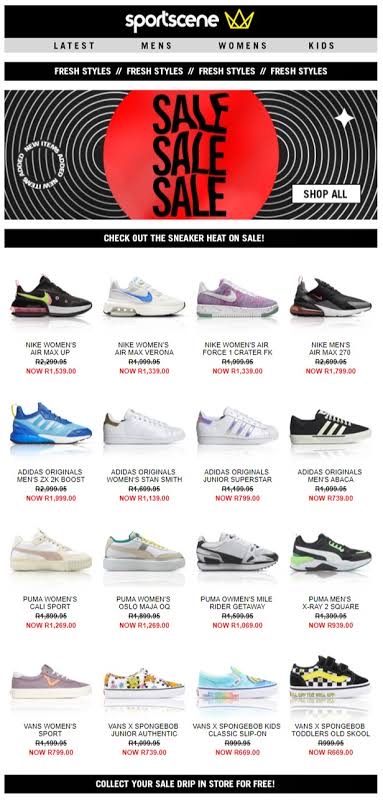 sportscene
LATEST MENS WOMENS KIDS
FRESH STYLES // FRESH STYLES // FRESH STYLES // FRESH STYLES
NEW ITEMS ADDED NEW ITEMS ADDED
SALE
SALE
SALE
SHOP ALL
CHECK OUT THE SNEAKER HEAT ON SALE!
NIKE WOMEN'S
AIR MAX UP
R2,299.95
NOW R1,539.00
NIKE WOMEN'S
AIR MAX VERONA
R1,999.95
NOW R1,339.00
NIKE WOMEN'S AIR
FORCE 1 CRATER FK
R1,999.95
NOW R1,339.00
NIKE MEN'S
AIR MAX 270
R2,699.95
NOW R1,799.00
ADIDAS ORIGINALS
MEN'S ZX 2K BOOST
R2,999.95
NOW R1,999.00
ADIDAS ORIGINALS
WOMEN'S STAN SMITH
R1,699.95
NOW R1,139.00
ADIDAS ORIGINALS
JUNIOR SUPERSTAR
R1,199.95
NOW R799.00
ADIDAS ORIGINALS
MEN'S ABACA
R1,099.95
NOW R739.00
PUMA WOMEN'S
CALI SPORT
R1,899.95
NOW R1,269.00
PUMA WOMEN'S
OSLO MAJA OQ
R1,899.95
NOW R1,269.00
PUMA OWMEN'S MILE
RIDER GETAWAY
R1,599.95
NOW R1,069.00
PUMA MEN'S
X-RAY 2 SQUARE
R1,399.95
NOW R939.00
VANS WOMEN'S
SPORT
R1,199.95
NOW R799.00
VANS X SPONGEBOB
JUNIOR AUTHENTIC
R1,099.95
NOW R739.00
VANS X SPONGEBOB KIDS
CLASSIC SLIP-ON
R999.95
NOW R669.00
VANS X SPONGEBOB
TODDLERS OLD SKOOL
R999.95
NOW R669.00
COLLECT YOUR SALE DRIP IN STORE FOR FREE!